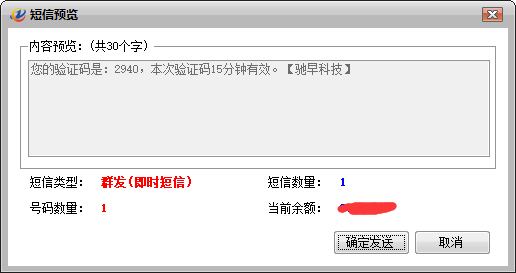 短信预览
内容预览：(共30个字)
您的验证码是：2940，本次验证码15分钟有效。【驰早科技】
短信类型： 群发(即时短信) 短信数量： 1
号码数量： 1 当前余额：
确定发送 取消